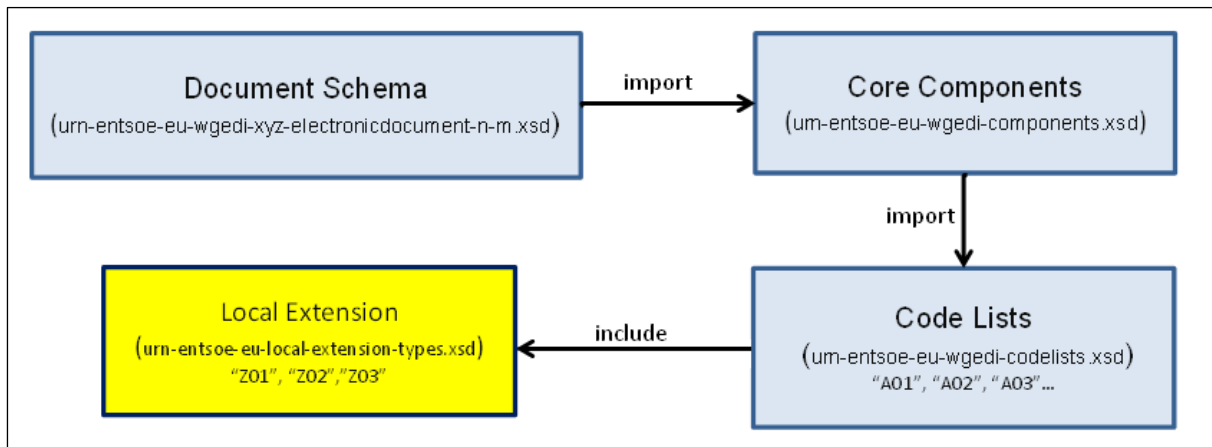 Document Schema
(urn-entsoe-eu-wgedi-xyz-electronicdocument-n-m.xsd)
import
Core Components
(urn-entsoe-eu-wgedi-components.xsd)
import
Local Extension
(urn-entsoe-eu-local-extension-types.xsd)
“Z01”, “Z02”,“Z03”
include
Code Lists
(urn-entsoe-eu-wgedi-codelists.xsd)
“A01”, “A02”, “A03”...